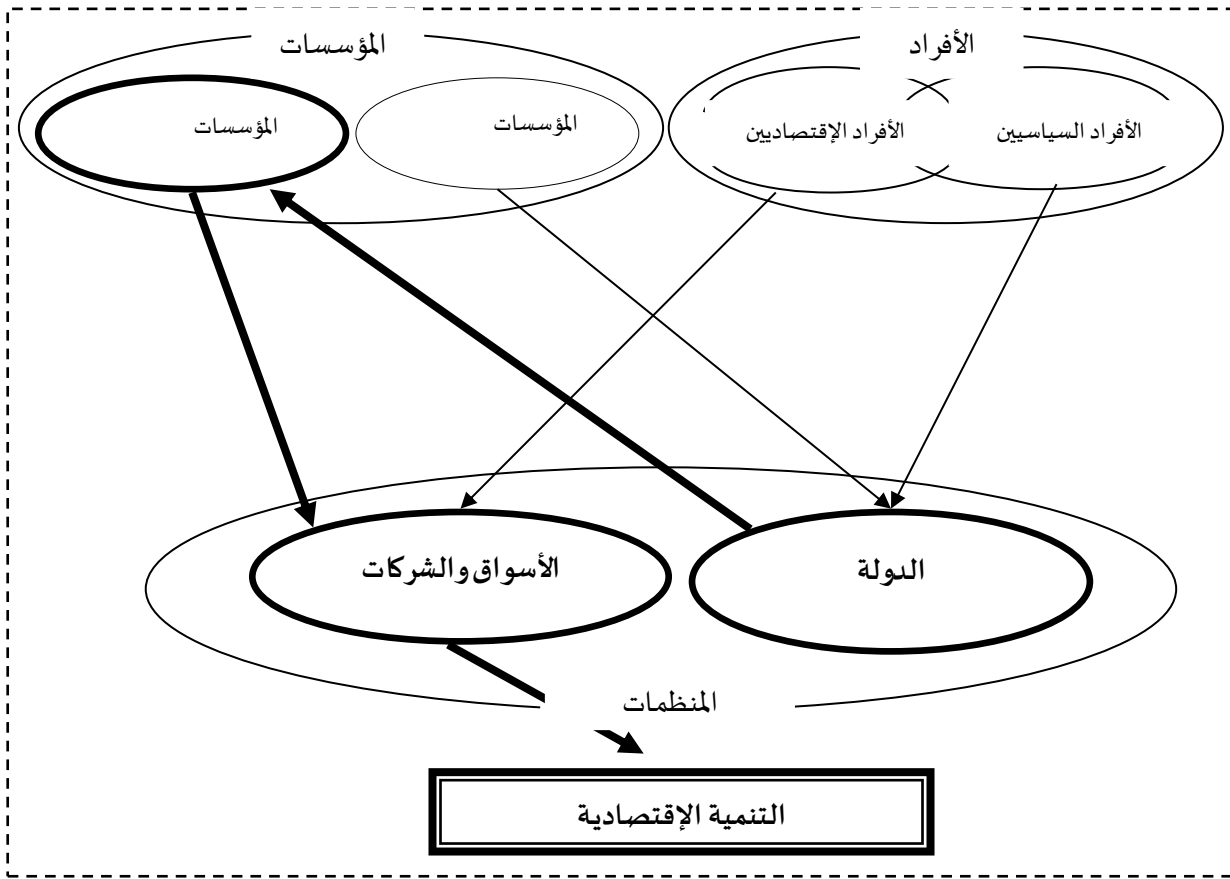 الأفراد
المؤسسات
الأفراد السياسيين
الأفراد الإقتصاديين
المؤسسات
المؤسسات
الدولة
الأسواق والشركات
المنظمات
التنمية الإقتصادية